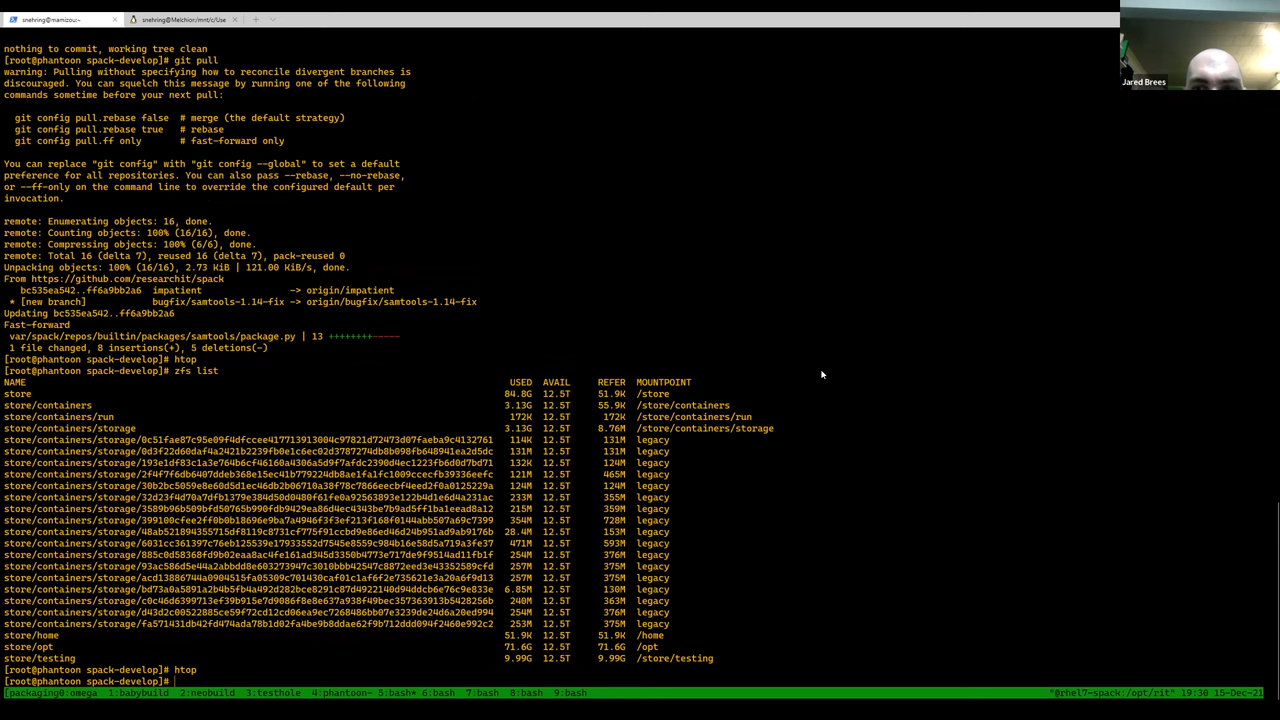 snehring@mamizou:~
snehring@Melchior:/mnt/c/Use
Jared Brees
nothing to commit, working tree clean
[root@phantoon spack-develop]# git pull
warning: Pulling without specifying how to reconcile divergent branches is
discouraged. You can squelch this message by running one of the following
commands sometime before your next pull:
git config pull.rebase false # merge (the default strategy)
git config pull.rebase true # rebase
git config pull.ff only # fast-forward only
You can replace "git config" with "git config --global" to set a default
preference for all repositories. You can also pass --rebase, --no-rebase,
or --ff-only on the command line to override the configured default per
invocation.
remote: Enumerating objects: 16, done.
remote: Counting objects: 100% (16/16), done.
remote: Compressing objects: 100% (6/6), done.
remote: Total 16 (delta 7), reused 16 (delta 7), pack-reused 0
Unpacking objects: 100% (16/16), 2.73 KiB | 121.00 KiB/s, done.
From https://github.com/researchit/spack
bc535ea542..ff6a9bb2a6 impatient -> origin/impatient
* [new branch] bugfix/samtools-1.14-fix -> origin/bugfix/samtools-1.14-fix
Updating bc535ea542..ff6a9bb2a6
Fast-forward
var/spack/repos/builtin/packages/samtools/package.py | 13 ++++++++-----
1 file changed, 8 insertions(+), 5 deletions(-)
[root@phantoon spack-develop]# htop
[root@phantoon spack-develop]# zfs list
NAME USED AVAIL REFER MOUNTPOINT
store 84.8G 12.5T 51.9K /store
store/containers 3.13G 12.5T 55.9K /store/containers
store/containers/run 172K 12.5T 172K /store/containers/run
store/containers/storage 3.13G 12.5T 8.76M /store/containers/storage
store/containers/storage/0c51fae87c95e09f4dfccee417713913004c97821d72473d07faeba9c4132761 114K 12.5T 131M legacy
store/containers/storage/0d3f22d60daf4a2421b2239fb0e1c6ec02d3787274db8b098fb648941ea2d5dc 131M 12.5T 131M legacy
store/containers/storage/193e1df83c1a3e764b6cf46160a4306a5d9f7afdc2390d4ec1223fb6d0d7bd71 132K 12.5T 124M legacy
store/containers/storage/2f4f7f6db6407ddeb368e15ec41b779224db8ae1fa1fc1009ccecfb39336eefc 121M 12.5T 465M legacy
store/containers/storage/30b2bc5059e8e60d46db2b06710a38f78c7866eecbf4eed2f0a0125229a 124M 12.5T 124M legacy
store/containers/storage/32d23f4d70a7dfb1379e384d50d0480f61fe0a92563893e122b4d1e6d4a231ac 233M 12.5T 355M legacy
store/containers/storage/3589b96b5909bfd50765b990fdb4929ea86d4ec4343be7b9ad5ff1ba1eead8a12 215M 12.5T 359M legacy
store/containers/storage/399100cfee2ff0b0b18696e9ba7a4946f3f3ef213f168f0144abb507a69c7399 354M 12.5T 728M legacy
store/containers/storage/48ab521894355715df8119c8731cf775f91ccbd9e86ed46d24b951ad9ab9176b 28.4M 12.5T 153M legacy
store/containers/storage/6031cc361397c76eb125539e17933552d7545e8559c984b16e58d5a719a3fe37 471M 12.5T 593M legacy
store/containers/storage/885c0d58368fd9b02eaa8ac4fe161ad345d3350b4773e717de9f9514ad11fb1f 254M 12.5T 376M legacy
store/containers/storage/93ac586d5e44a2abbdd8e2603273947c3010bbb42547c9872eed3e43352589cfd 257M 12.5T 375M legacy
store/containers/storage/acd13886744a0904515fa05309c701430caf01c1af6f2e735621e3a20a6f9d13 257M 12.5T 375M legacy
store/containers/storage/bd73a0a5891a2b4b5fb4a492d282bce8291c87d4922140d94ddcb6e76c9e833e 6.85M 12.5T 130M legacy
store/containers/storage/c0c46d6399713ef39b915e7d9086f8e8e637a938f49bec357363913b5428256b 240M 12.5T 363M legacy
store/containers/storage/d43d2c00522885ce59f72cd12cd06ea9ec7268486bb07e3239de24d6a20ed994 254M 12.5T 376M legacy
store/containers/storage/fa571431db42fd474ada78b1d02fa4be9b8ddae62f9b712ddd094f2460e992c2 253M 12.5T 375M legacy
store/home 51.9K 12.5T 51.9K /home
store/opt 71.6G 12.5T 71.6G /opt
store/testing 9.99G 12.5T 9.99G /store/testing
[root@phantoon spack-develop]# htop
[root@phantoon spack-develop]#
[packaging0:omega 1:babybuild 2:neobuild 3:testhole 4:phantoon- 5:bash* 6:bash 7:bash 8:bash 9:bash "@rhel7-spack:/opt/rit" 19:30 15-Dec-21